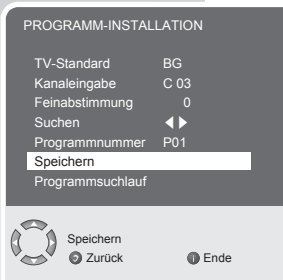 PROGRAMM-INSTALLATION
TV-Standard BG
Kanaleingabe C 03
Feinabstimmung 0
Suchen
Programmnummer P01
Speichern
Programmsuchlauf
Speichern
Zurück Ende